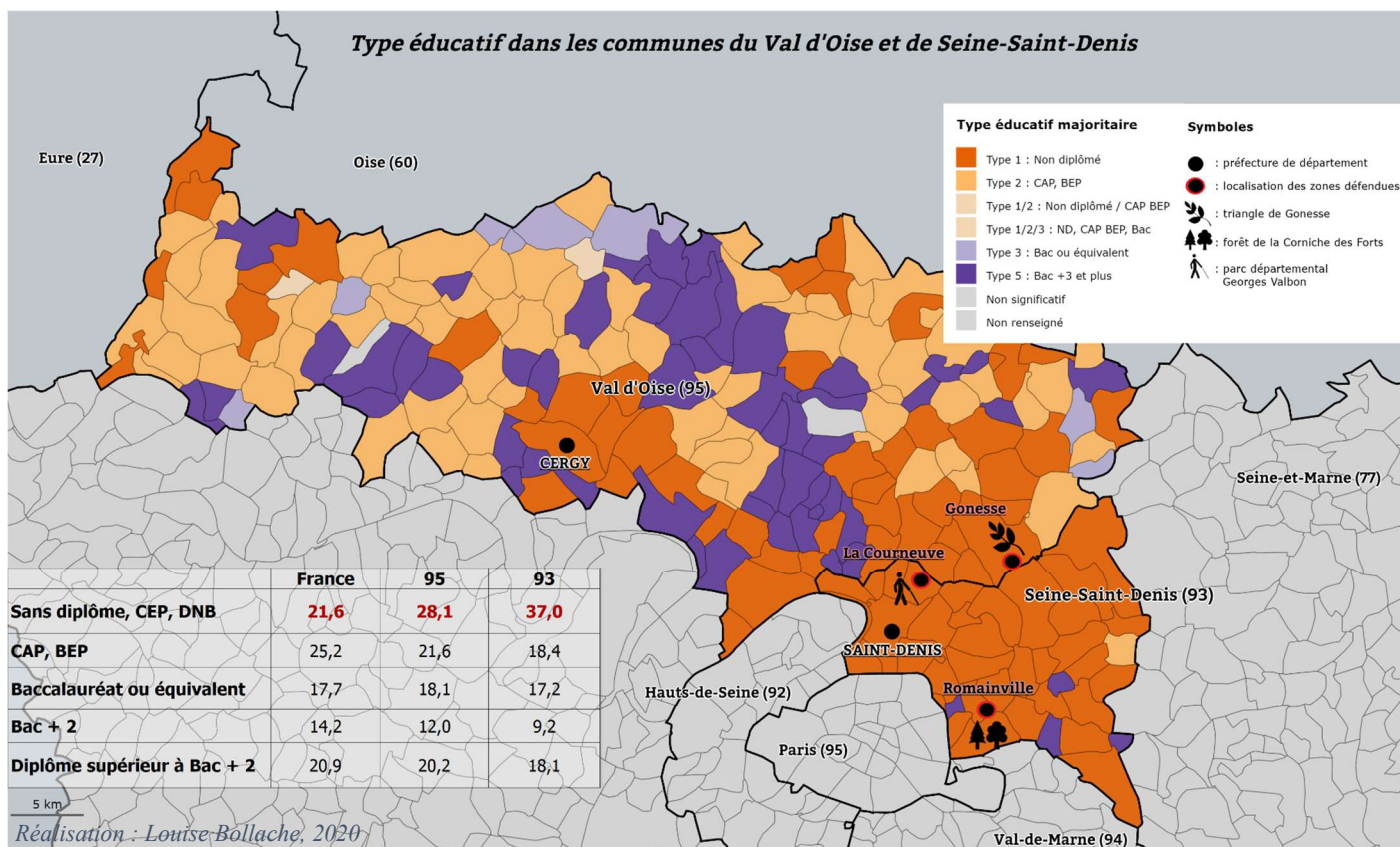 Type éducatif dans les communes du Val d'Oise et de Seine-Saint-Denis
Type éducatif majoritaire
Type 1 : Non diplômé
Type 2 : CAP, BEP
Type 1/2 : Non diplômé / CAP BEP
Type 1/2/3 : ND, CAP BEP, Bac
Type 3 : Bac ou équivalent
Type 5 : Bac +3 et plus
Non significatif
Non renseigné
Symboles
: préfecture de département
: localisation des zones défendues
: triangle de Gonesse
: forêt de la Corniche des Forts
: parc départemental
Georges Valbon
Eure (27)
Oise (60)
Val d'Oise (95)
CERGY
Seine-et-Marne (77)
Gonesse
La Courneuve
Seine-Saint-Denis (93)
SAINT-DENIS
Romainville
Hauts-de-Seine (92)
Paris (95)
Val-de-Marne (94)
France 95 93
Sans diplôme, CEP, DNB 21,6 28,1 37,0
CAP, BEP 25,2 21,6 18,4
Baccalauréat ou équivalent 17,7 18,1 17,2
Bac + 2 14,2 12,0 9,2
Diplôme supérieur à Bac + 2 20,9 20,2 18,1
5 km
Réalisation : Louise Bollache, 2020